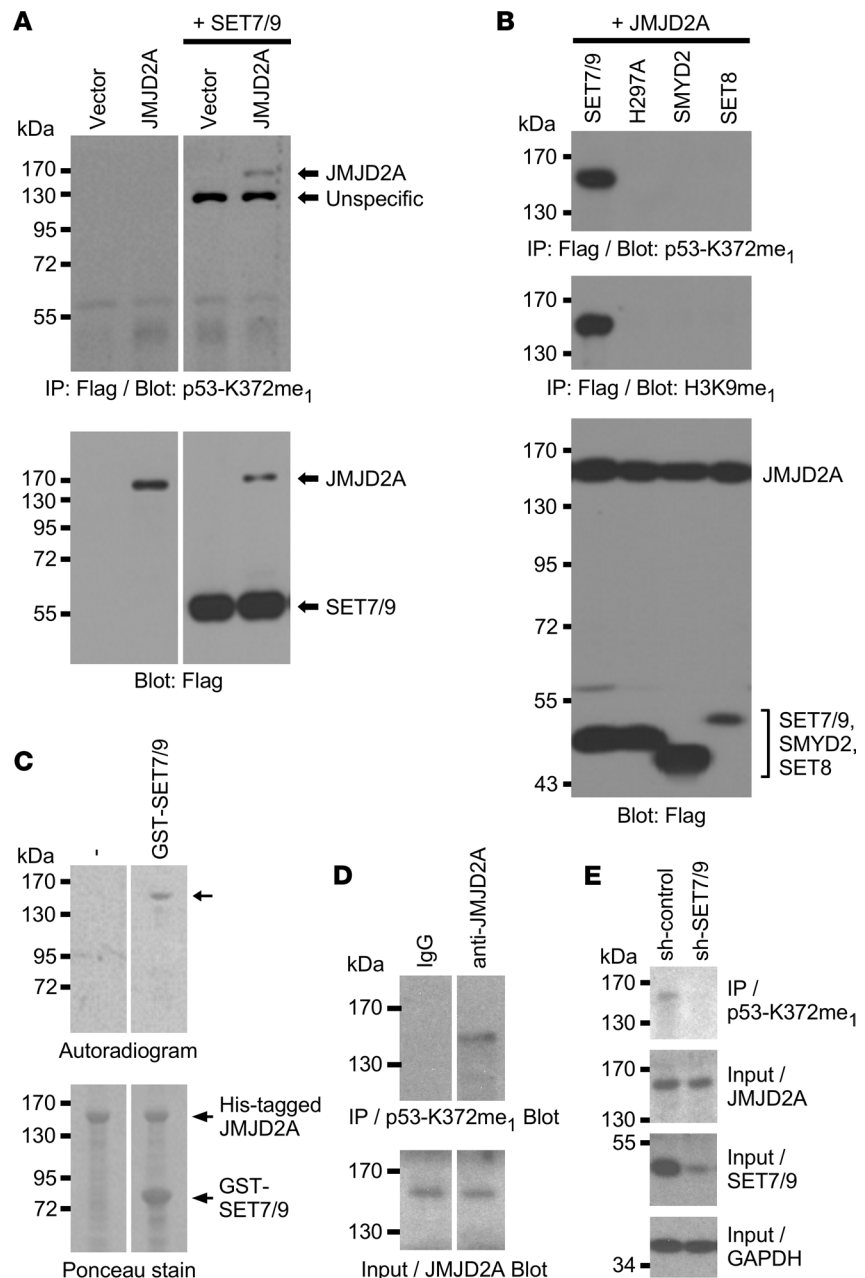 A
+ SET7/9
Vector
JMJD2A
Vector
JMJD2A
kDa
170
130
95
72
55
JMJD2A
Unspecific
IP: Flag / Blot: p53-K372me1
170
130
95
72
55
JMJD2A
SET7/9
Blot: Flag
B
+ JMJD2A
SET7/9
H297A
SMYD2
SET8
kDa
170
130
IP: Flag / Blot: p53-K372me1
170
130
IP: Flag / Blot: H3K9me1
170
130
95
72
55
43
JMJD2A
SET7/9,
SMYD2,
SET8
Blot: Flag
C
-
GST-SET7/9
kDa
170
130
95
72
Autoradiogram
170
130
95
72
His-tagged
JMJD2A
GST-
SET7/9
Ponceau stain
D
IgG
anti-JMJD2A
kDa
170
130
IP / p53-K372me1 Blot
170
130
Input / JMJD2A Blot
E
sh-control
sh-SET7/9
kDa
170
130
IP /
p53-K372me1
170
130
Input /
JMJD2A
55
Input /
SET7/9
34
Input /
GAPDH